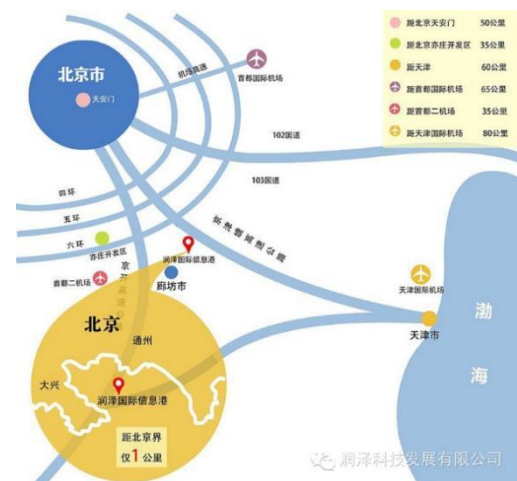 距北京天安门 50公里
距北京亦庄开发区 35公里
距天津 60公里
距首都国际机场 65公里
距首都二机场 35公里
距天津国际机场 80公里
北京市
天安门
机场高速
首都国际机场
102国道
103国道
四环
五环
六环
京津塘高速公路
亦庄开发区
润泽国际信息港
首都二机场
廊坊市
天津国际机场
天津市
渤海
北京
通州
大兴
润泽国际信息港
距北京界
仅1公里
润泽科技发展有限公司